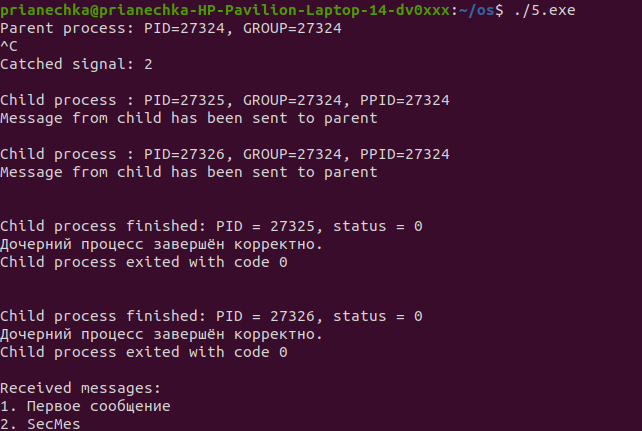 prianechka@prianechka-HP-Pavilion-Laptop-14-dv0xxx:~/os$ ./5.exe
Parent process: PID=27324, GROUP=27324
^C
Catched signal: 2
Child process : PID=27325, GROUP=27324, PPID=27324
Message from child has been sent to parent
Child process : PID=27326, GROUP=27324, PPID=27324
Message from child has been sent to parent
Child process finished: PID = 27325, status = 0
Дочерний процесс завершён корректно.
Child process exited with code 0
Child process finished: PID = 27326, status = 0
Дочерний процесс завершён корректно.
Child process exited with code 0
Received messages:
1. Первое сообщение
2. SecMes